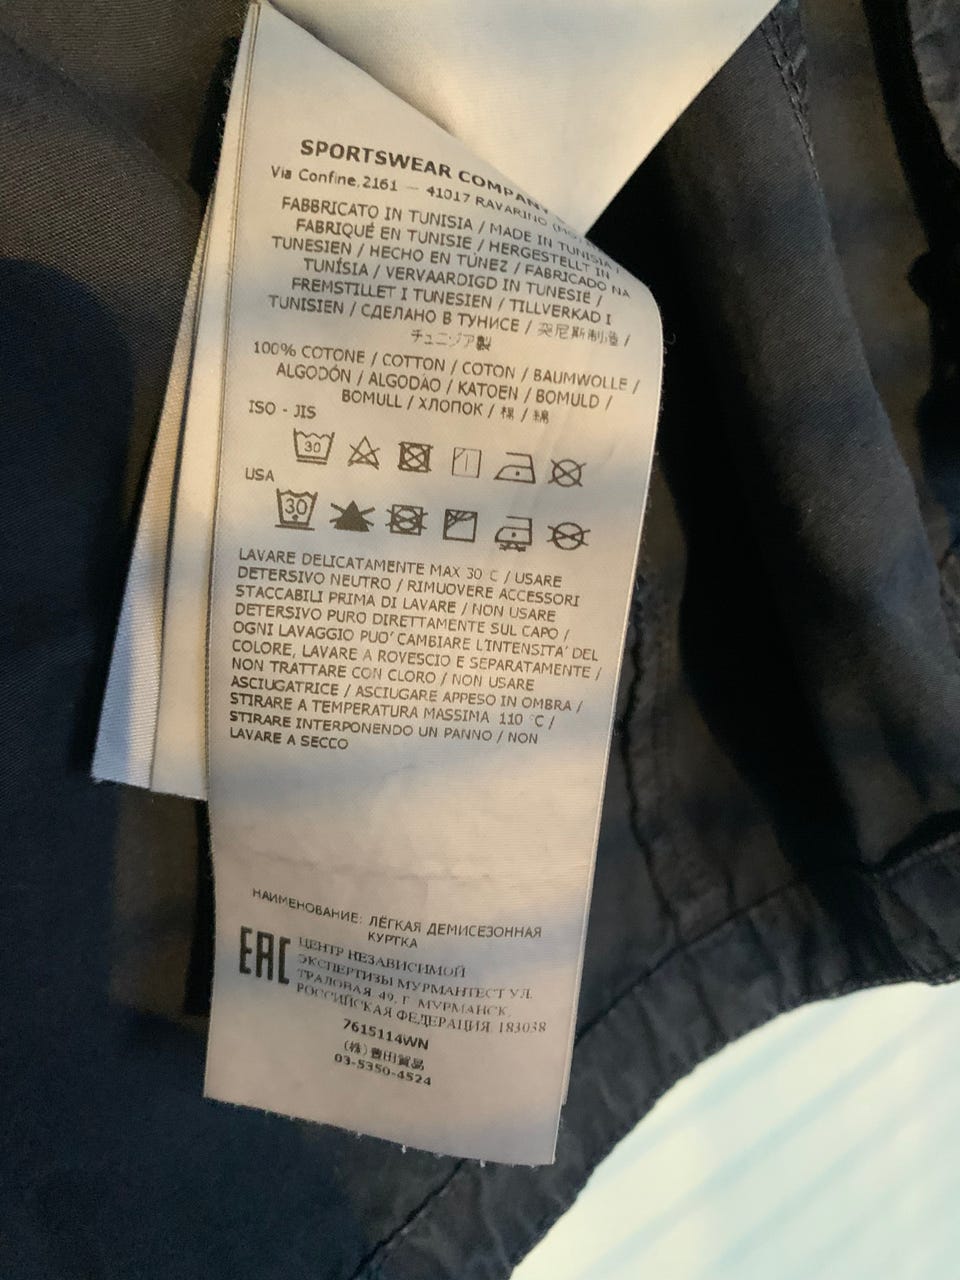 SPORTSWEAR COMPANY
Via Confine,2161 — 41017 RAVARINO (MO)
FABBRICATO IN TUNISIA / MADE IN TUNISIA /
FABRIQUÉ EN TUNISIE / HERGESTELLT IN
TUNESIEN / HECHO EN TÚNEZ / FABRICADO NA
TUNÍSIA / VERVAARDIGD IN TUNESIË /
FREMSTILLET I TUNESIEN / TILLVERKAD I
TUNISIEN / СДЕЛАНО В ТУНИСЕ / 突尼斯制造 /
チュニジア製
100% COTONE / COTTON / COTON / BAUMWOLLE /
ALGODÓN / ALGODÃO / KATOEN / BOMULD /
BOMULL / ХЛОПОК / 棉 / 綿
ISO - JIS
30
USA
30
LAVARE DELICATAMENTE MAX 30 C / USARE
DETERSIVO NEUTRO / RIMUOVERE ACCESSORI
STACCABILI PRIMA DI LAVARE / NON USARE
DETERSIVO PURO DIRETTAMENTE SUL CAPO /
OGNI LAVAGGIO PUO' CAMBIARE L'INTENSITA' DEL
COLORE, LAVARE A ROVESCIO E SEPARATAMENTE /
NON TRATTARE CON CLORO / NON USARE
ASCIUGATRICE / ASCIUGARE APPESO IN OMBRA /
STIRARE A TEMPERATURA MASSIMA 110 °C /
STIRARE INTERPONENDO UN PANNO / NON
LAVARE A SECCO
НАИМЕНОВАНИЕ: ЛЁГКАЯ ДЕМИСЕЗОННАЯ
КУРТКА
EAC
ЦЕНТР НЕЗАВИСИМОЙ
ЭКСПЕРТИЗЫ МУРМАНТЕСТ УЛ.
ТРАЛОВАЯ 49, Г. МУРМАНСК,
РОССИЙСКАЯ ФЕДЕРАЦИЯ, 183038
7615114WN
(株)豊田貿易
03-5350-4524